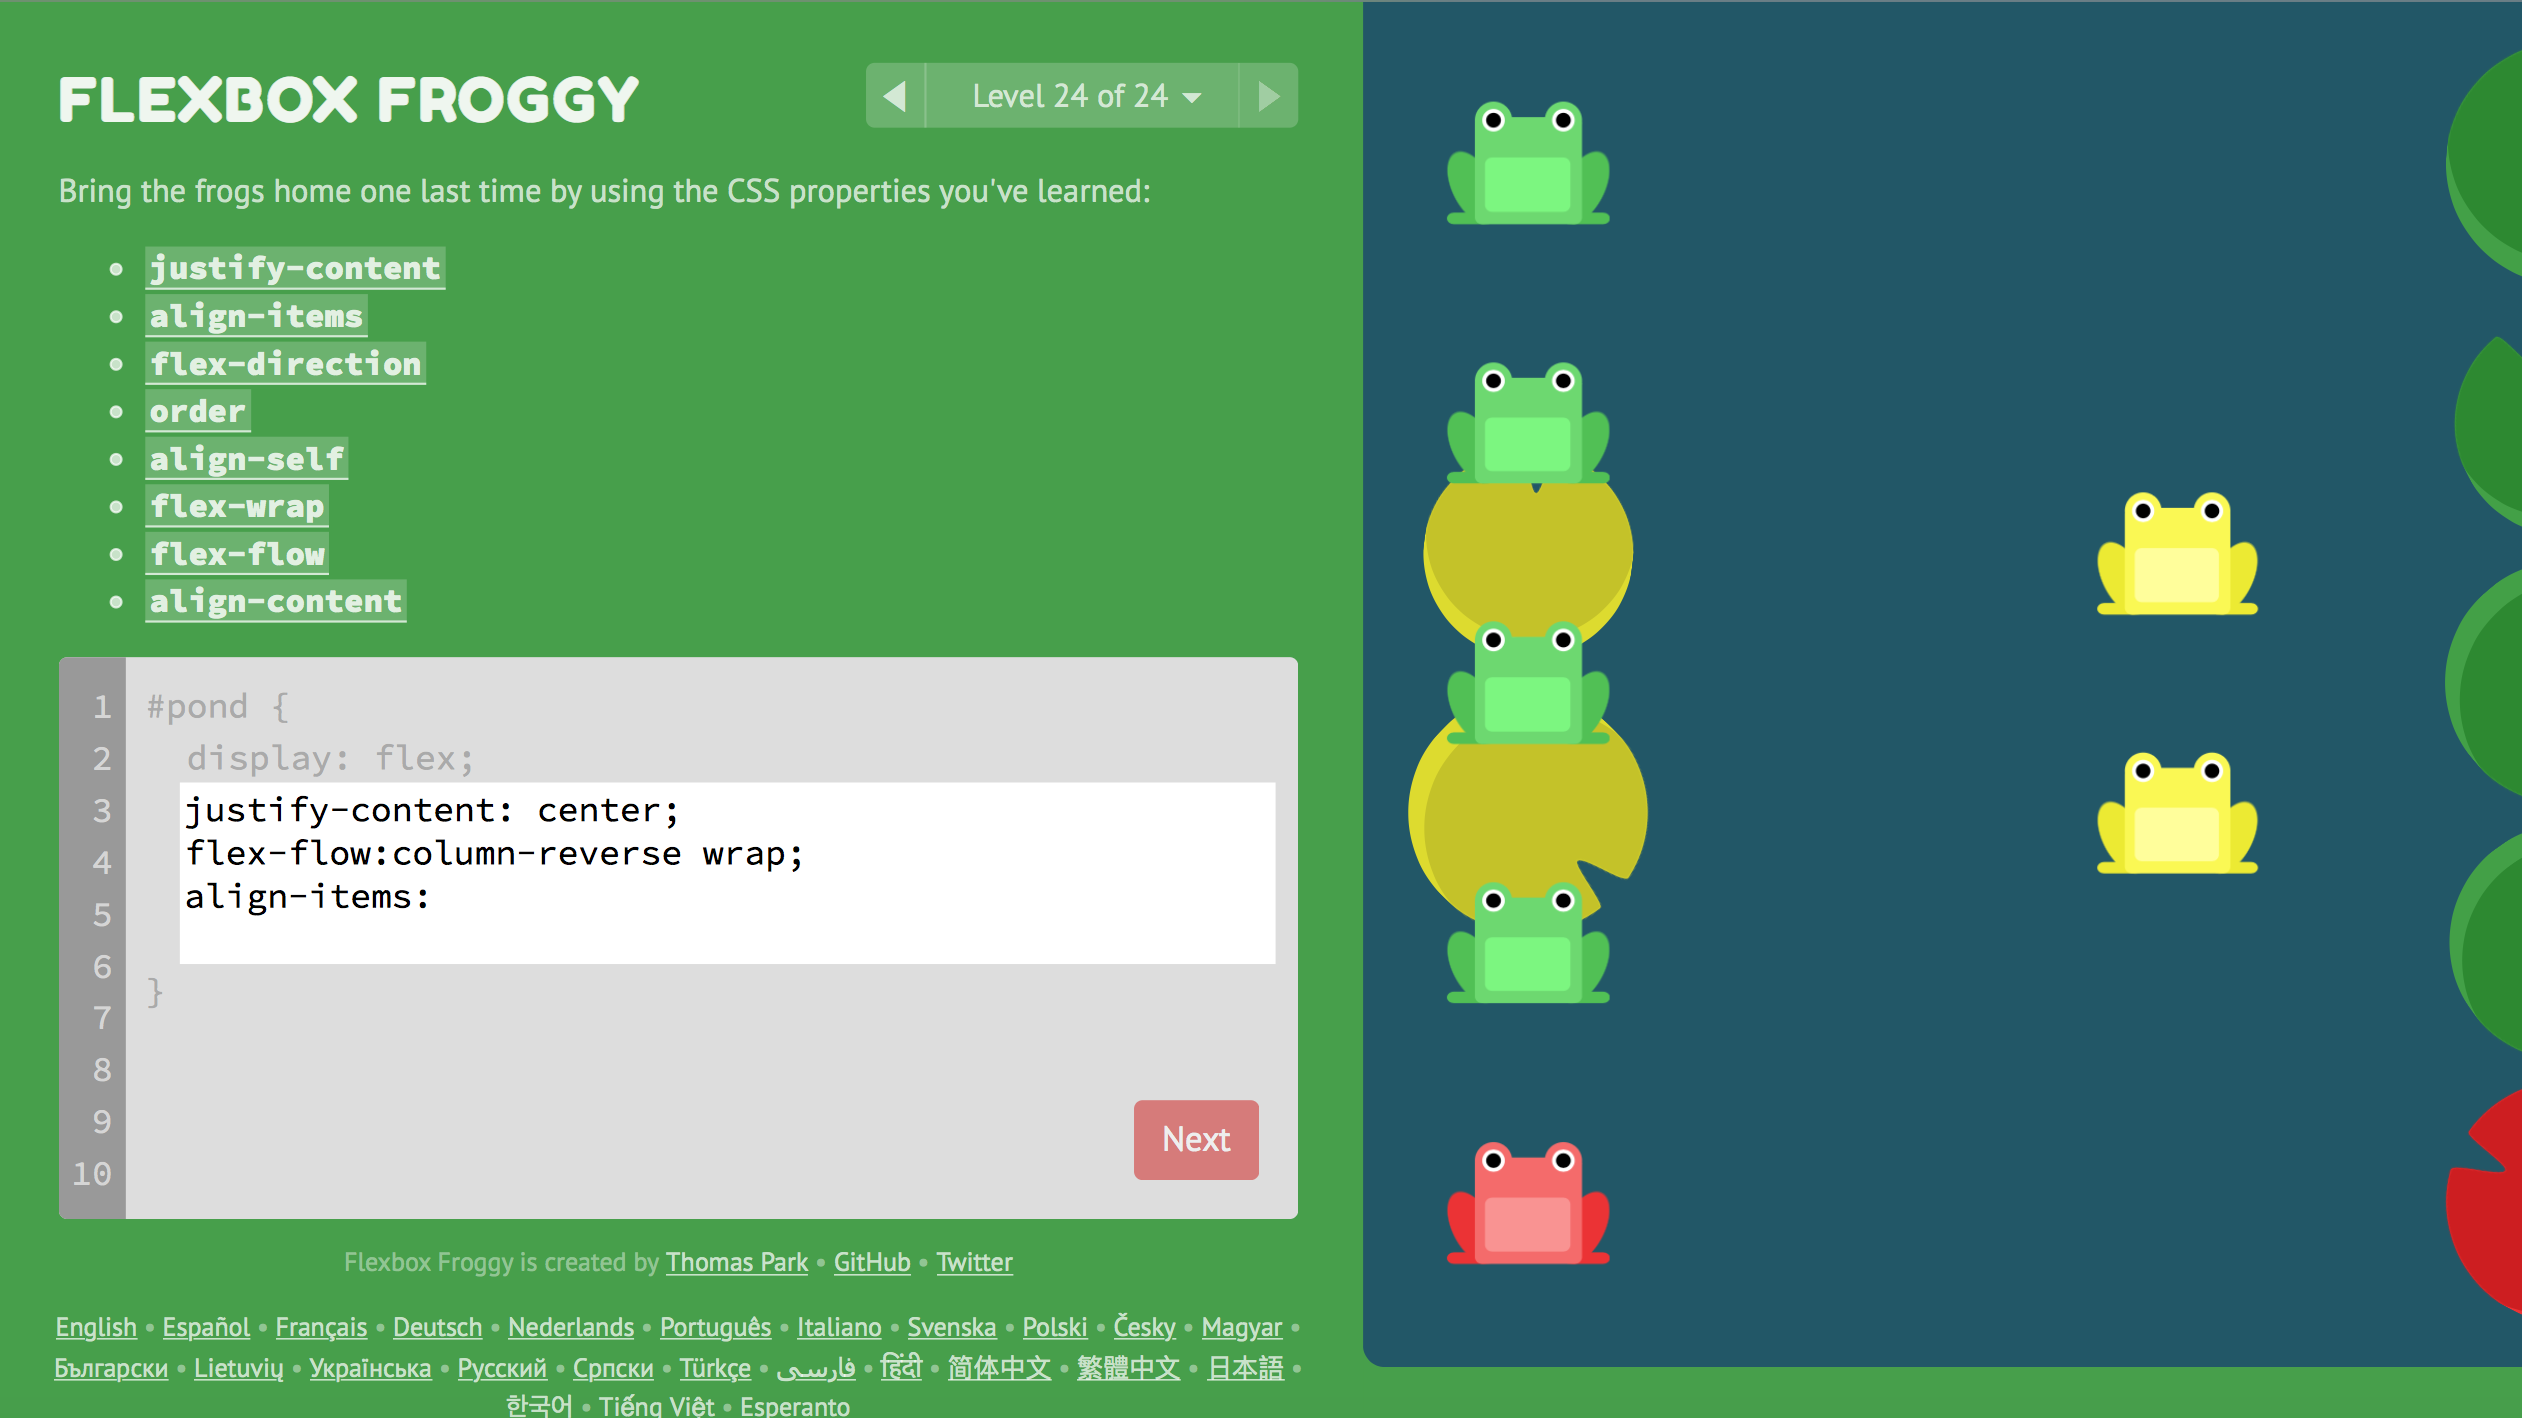 FLEXBOX FROGGY
Level 24 of 24
Bring the frogs home one last time by using the CSS properties you've learned:
justify-content
align-items
flex-direction
order
align-self
flex-wrap
flex-flow
align-content
1 #pond {
2 display: flex;
3 justify-content: center;
4 flex-flow:column-reverse wrap;
5 align-items:
6
}
7
8
9
Next
10
Flexbox Froggy is created by Thomas Park • GitHub • Twitter
English • Español • Français • Deutsch • Nederlands • Português • Italiano • Svenska • Polski • Česky • Magyar •
Български • Lietuvių • Українська • Русский • Српски • Türkçe • فارسی • हिंदी • 简体中文 • 繁體中文 • 日本語 •
한국어 • Tiếng Việt • Esperanto